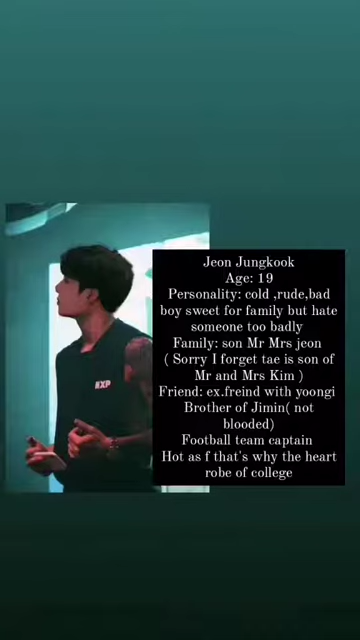 Jeon Jungkook
Age: 19
Personality: cold ,rude,bad
boy sweet for family but hate
someone too badly
Family: son Mr Mrs jeon
( Sorry I forget tae is son of
Mr and Mrs Kim )
Friend: ex.freind with yoongi
Brother of Jimin( not
blooded)
Football team captain
Hot as f that's why the heart
robe of college
RXP